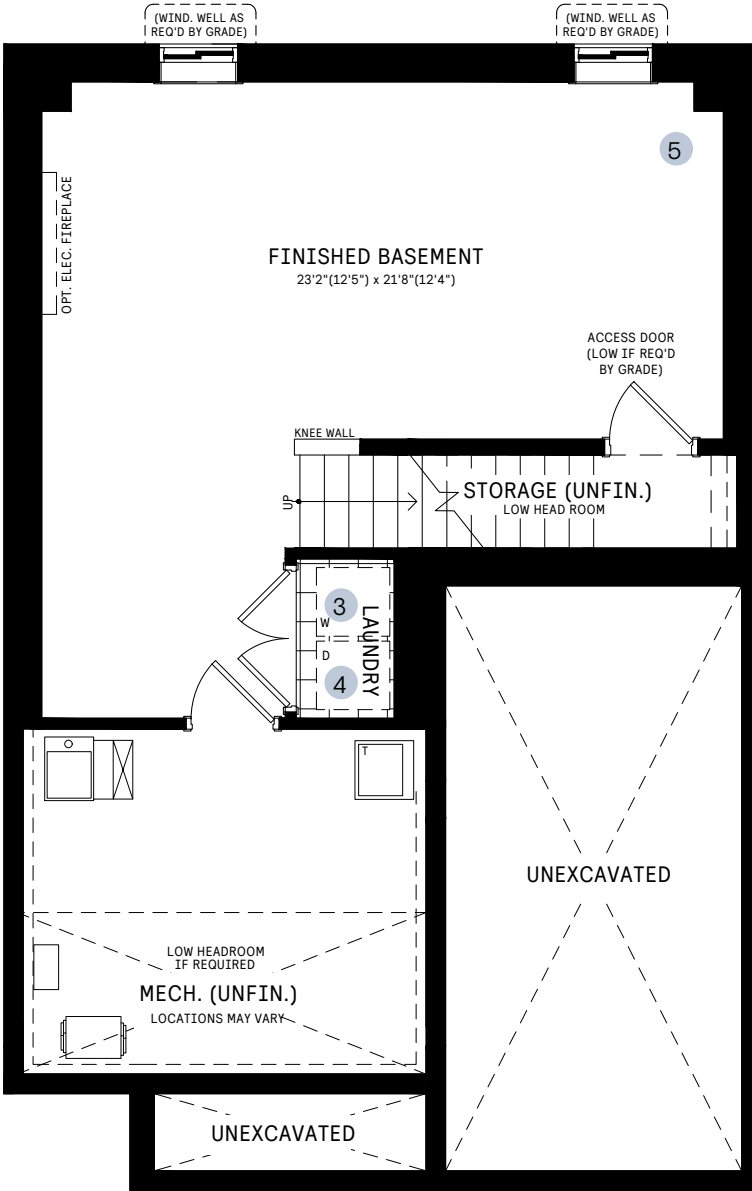 (WIND. WELL AS
REQ'D BY GRADE)
(WIND. WELL AS
REQ'D BY GRADE)
5
OPT. ELEC. FIREPLACE
FINISHED BASEMENT
23'2"(12'5") x 21'8"(12'4")
ACCESS DOOR
(LOW IF REQ'D
BY GRADE)
KNEE WALL
UP
STORAGE (UNFIN.)
LOW HEAD ROOM
3
W
LAUNDRY
D
4
T
UNEXCAVATED
LOW HEADROOM
IF REQUIRED
MECH. (UNFIN.)
LOCATIONS MAY VARY
UNEXCAVATED